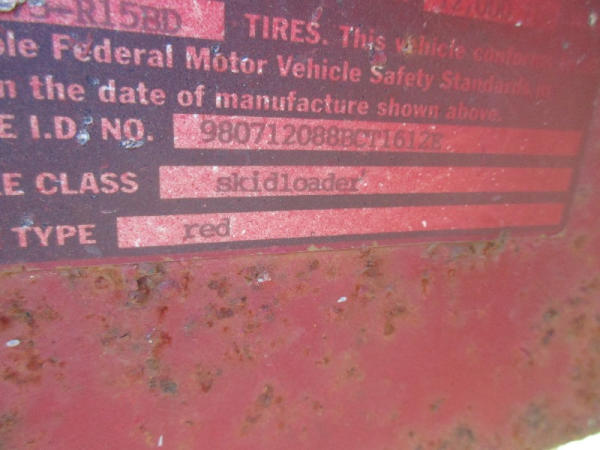 -R15BD TIRES. This vehicle conforms
ble Federal Motor Vehicle Safety Standards in
n the date of manufacture shown above.
E I.D. NO. 980712088BCT1612E
E CLASS skidloader
TYPE red